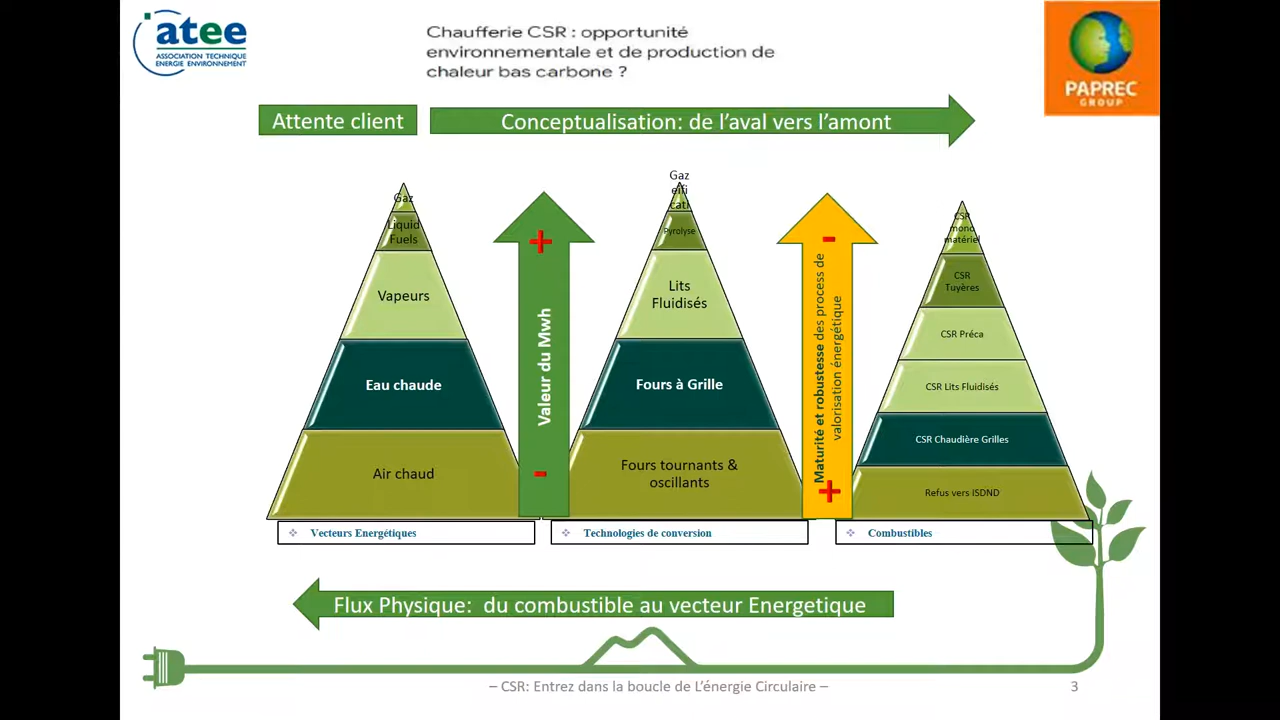 atee
ASSOCIATION TECHNIQUE
ENERGIE ENVIRONNEMENT
Chaufferie CSR : opportunité
environnementale et de production de
chaleur bas carbone ?
PAPREC
GROUP
Attente client
Conceptualisation: de l’aval vers l’amont
Gaz
Liquid
Fuels
Vapeurs
Eau chaude
Air chaud
+
Valeur du Mwh
-
Gaz
éifi
cati
Pyrolyse
Lits
Fluidisés
Fours à Grille
Fours tournants &
oscillants
-
Maturité et robustesse des process de
valorisation énergétique
+
CSR
mono
matériel
CSR
Tuyères
CSR Préca
CSR Lits Fluidisés
CSR Chaudière Grilles
Refus vers ISDND
❖ Vecteurs Energétiques
❖ Technologies de conversion
❖ Combustibles
Flux Physique: du combustible au vecteur Energetique
– CSR: Entrez dans la boucle de L’énergie Circulaire –
3